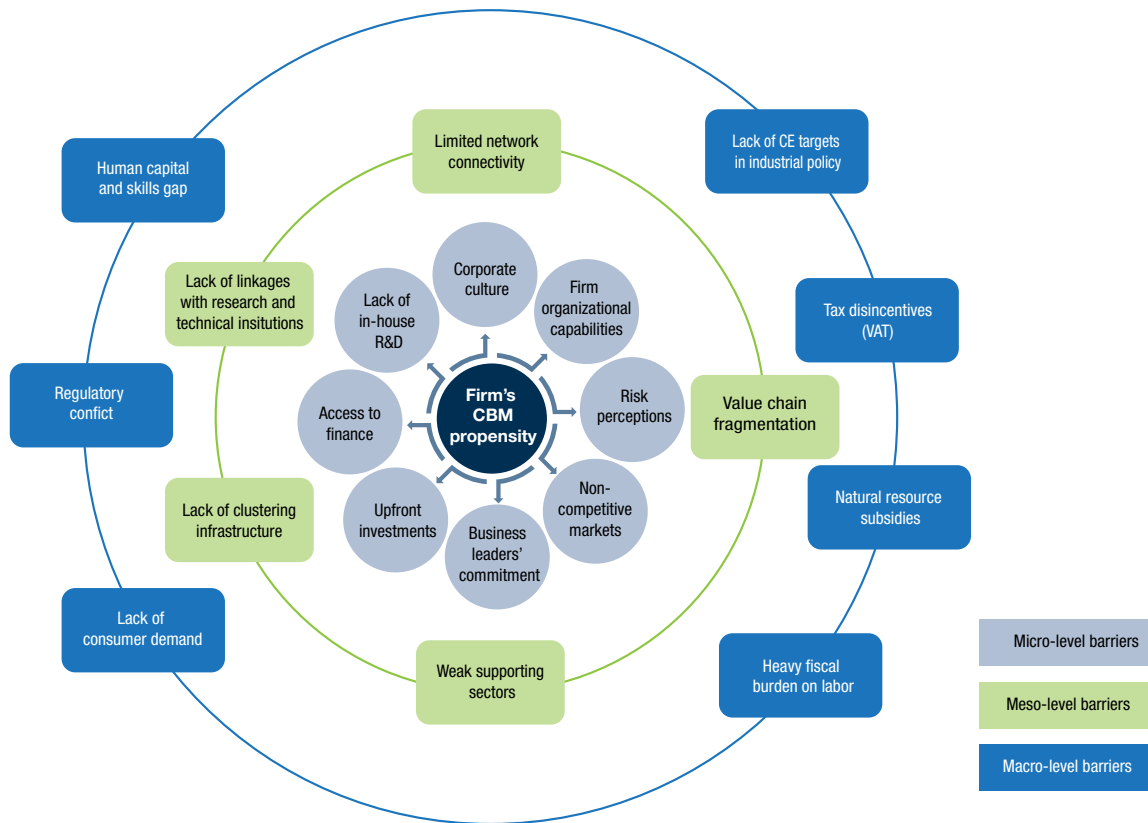 Human capital
and skills gap
Limited network
connectivity
Lack of CE targets
in industrial policy
Lack of linkages
with research and
technical insitutions
Corporate
culture
Lack of
in-house
R&D
Firm
organizational
capabilities
Tax disincentives
(VAT)
Regulatory
confict
Access to
finance
Firm's
CBM
propensity
Risk
perceptions
Value chain
fragmentation
Lack of clustering
infrastructure
Upfront
investments
Business
leaders'
commitment
Non-
competitive
markets
Natural resource
subsidies
Lack of
consumer demand
Weak supporting
sectors
Heavy fiscal
burden on labor
Micro-level barriers
Meso-level barriers
Macro-level barriers